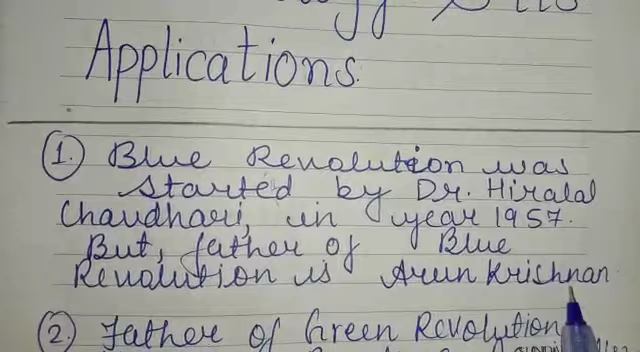 Applications.
1. Blue Revolution was
started by Dr. Hiralal
Chaudhari, in year 1957.
But, father of Blue
Revolution is Arun Krishnan
2. Father of Green Revolution